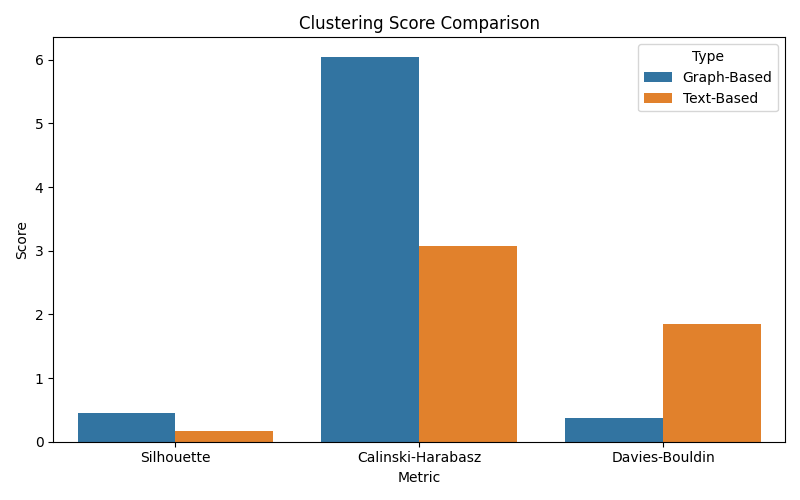 Clustering Score Comparison
Type
Graph-Based
Text-Based
Score
6
5
4
3
2
1
0
Silhouette
Calinski-Harabasz
Davies-Bouldin
Metric